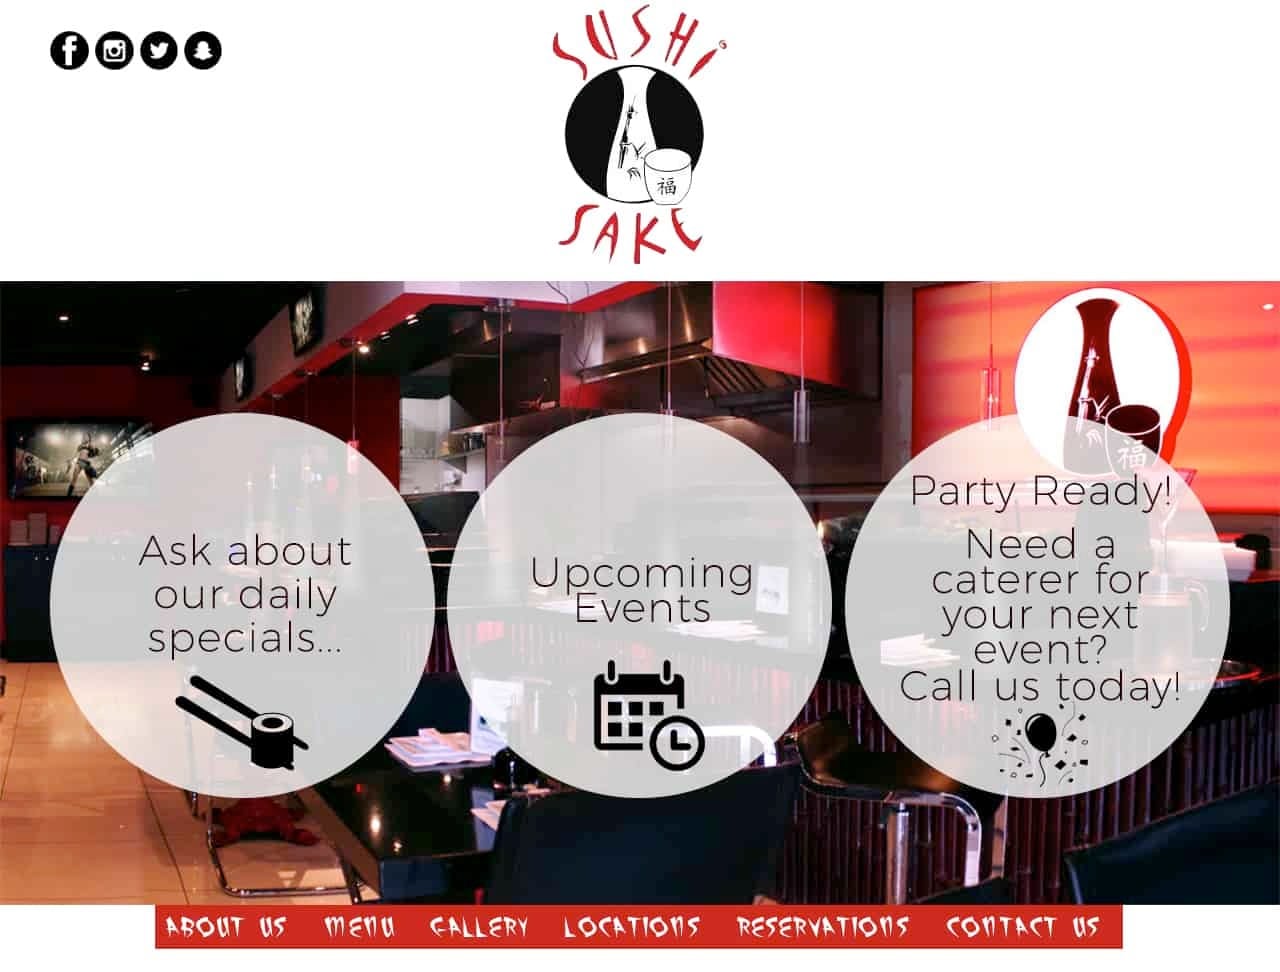 SUSHI
福
SAKE
福
Party Ready!
Ask about
our daily
specials...
Upcoming
Events
Need a
caterer for
your next
event?
Call us today!
ABOUT US MENU GALLERY LOCATIONS RESERVATIONS CONTACT US